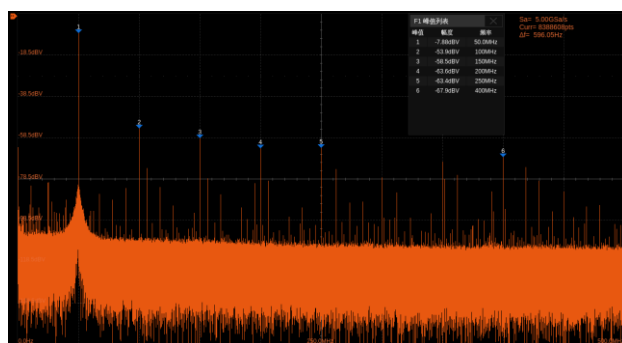 F1 峰值列表
峰值 幅度 频率
1 -7.88dBV 50.0MHz
2 -53.9dBV 100MHz
3 -58.5dBV 150MHz
4 -63.6dBV 200MHz
5 -63.4dBV 250MHz
6 -67.9dBV 400MHz
Sa= 5.00GSa/s
Curr= 8388608pts
Δf= 596.05Hz
1
-18.5dBV
-38.5dBV
2
3
-58.5dBV
4
5
6
-78.5dBV
0.0Hz